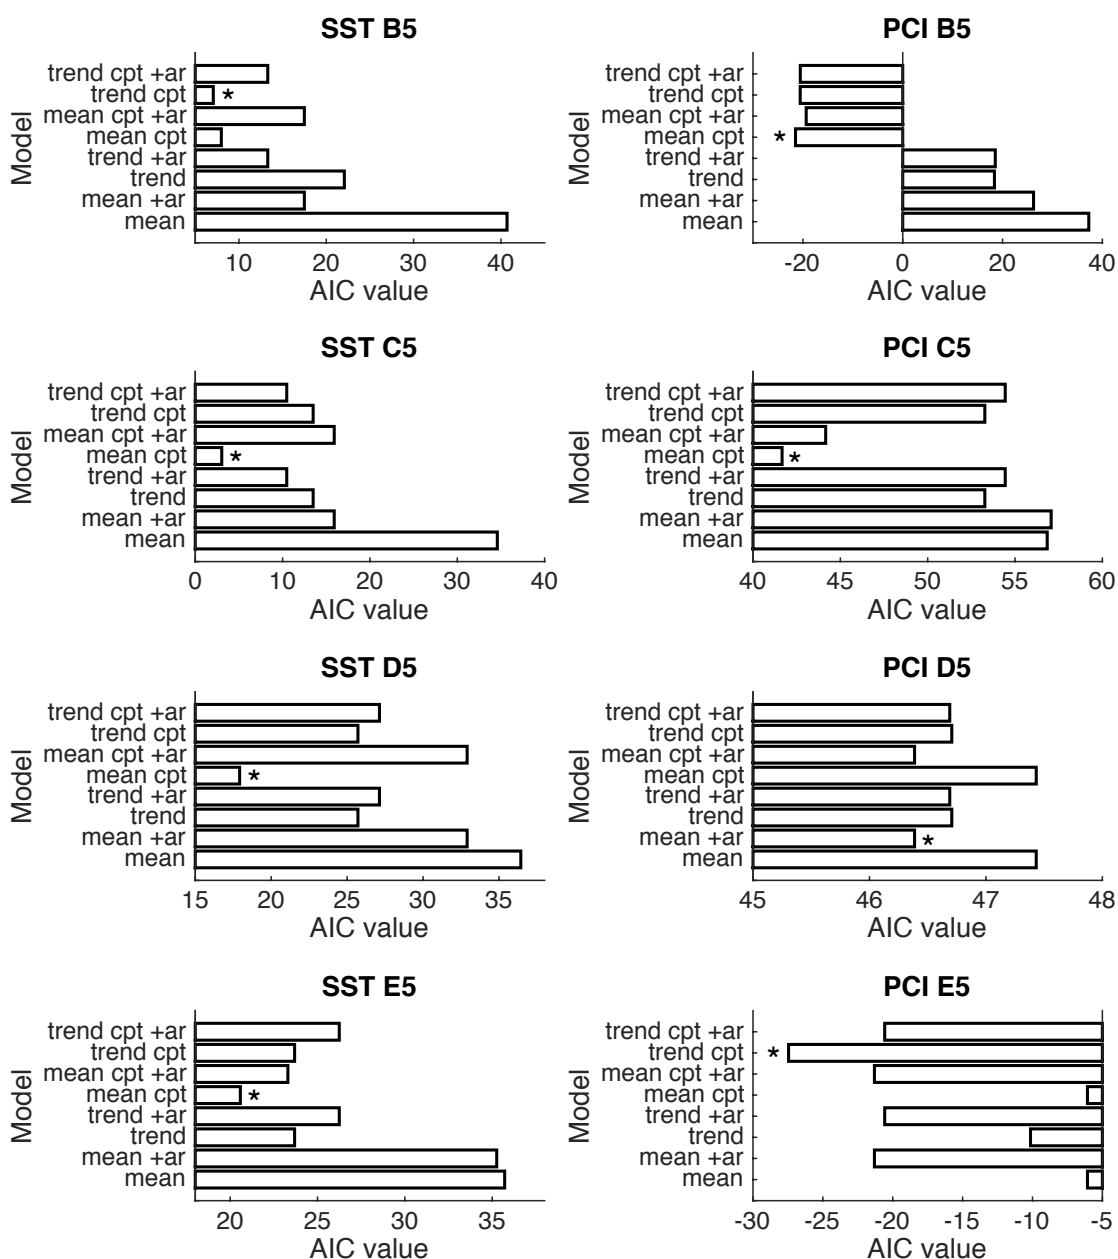 SST B5
Model
trend cpt +ar
trend cpt
*
mean cpt +ar
mean cpt
trend +ar
trend
mean +ar
mean
10 20 30 40
AIC value
PCI B5
Model
trend cpt +ar
trend cpt
mean cpt +ar
mean cpt
*
trend +ar
trend
mean +ar
mean
-20 0 20 40
AIC value
SST C5
Model
trend cpt +ar
trend cpt
mean cpt +ar
mean cpt
*
trend +ar
trend
mean +ar
mean
0 10 20 30 40
AIC value
PCI C5
Model
trend cpt +ar
trend cpt
mean cpt +ar
mean cpt
*
trend +ar
trend
mean +ar
mean
40 45 50 55 60
AIC value
SST D5
Model
trend cpt +ar
trend cpt
mean cpt +ar
mean cpt
*
trend +ar
trend
mean +ar
mean
15 20 25 30 35
AIC value
PCI D5
Model
trend cpt +ar
trend cpt
mean cpt +ar
mean cpt
trend +ar
trend
mean +ar
*
mean
45 46 47 48
AIC value
SST E5
Model
trend cpt +ar
trend cpt
mean cpt +ar
mean cpt
*
trend +ar
trend
mean +ar
mean
20 25 30 35
AIC value
PCI E5
Model
trend cpt +ar
trend cpt
*
mean cpt +ar
mean cpt
trend +ar
trend
mean +ar
mean
-30 -25 -20 -15 -10 -5
AIC value